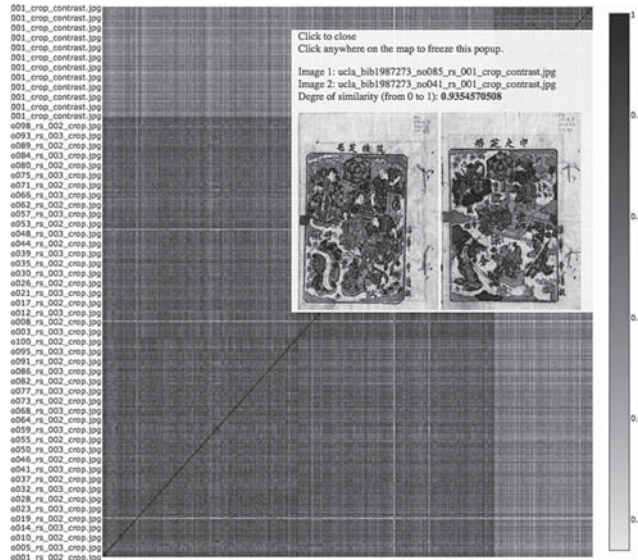 001_crop_contrast.jpg
001_crop_contrast.jpg
001_crop_contrast.jpg
001_crop_contrast.jpg
001_crop_contrast.jpg
001_crop_contrast.jpg
001_crop_contrast.jpg
001_crop_contrast.jpg
001_crop_contrast.jpg
001_crop_contrast.jpg
001_crop_contrast.jpg
o098_rs_002_crop.jpg
o093_rs_003_crop.jpg
o089_rs_002_crop.jpg
o084_rs_003_crop.jpg
o080_rs_002_crop.jpg
o075_rs_003_crop.jpg
o071_rs_002_crop.jpg
o066_rs_003_crop.jpg
o062_rs_002_crop.jpg
o057_rs_003_crop.jpg
o053_rs_002_crop.jpg
o048_rs_003_crop.jpg
o044_rs_002_crop.jpg
o039_rs_003_crop.jpg
o035_rs_002_crop.jpg
o030_rs_003_crop.jpg
o026_rs_002_crop.jpg
o021_rs_003_crop.jpg
o017_rs_002_crop.jpg
o012_rs_003_crop.jpg
o008_rs_002_crop.jpg
o003_rs_003_crop.jpg
o100_rs_002_crop.jpg
o095_rs_003_crop.jpg
o091_rs_002_crop.jpg
o086_rs_003_crop.jpg
o082_rs_002_crop.jpg
o077_rs_003_crop.jpg
o073_rs_002_crop.jpg
o068_rs_003_crop.jpg
o064_rs_002_crop.jpg
o059_rs_003_crop.jpg
o055_rs_002_crop.jpg
o050_rs_003_crop.jpg
o046_rs_002_crop.jpg
o041_rs_003_crop.jpg
o037_rs_002_crop.jpg
o032_rs_003_crop.jpg
o028_rs_002_crop.jpg
o023_rs_003_crop.jpg
o019_rs_002_crop.jpg
o014_rs_003_crop.jpg
o010_rs_002_crop.jpg
o005_rs_003_crop.jpg
o001_rs_002_crop.jpg
Click to close
Click anywhere on the map to freeze this popup.
Image 1: ucla_bib1987273_no085_rs_001_crop_contrast.jpg
Image 2: ucla_bib1987273_no041_rs_001_crop_contrast.jpg
Degre of similarity (from 0 to 1): 0.9354570508
1
0.
0.
0.
0.
0.